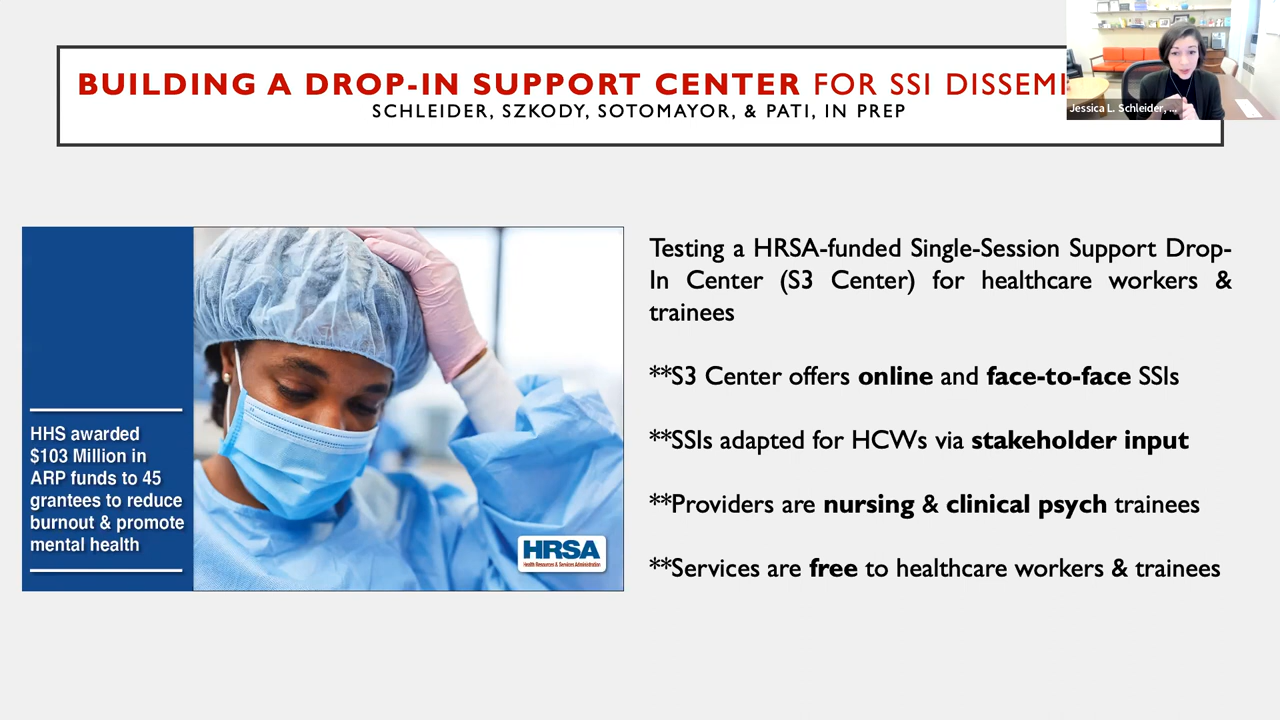 BUILDING A DROP-IN SUPPORT CENTER FOR SSI
SCHLEIDER, SZKODY, SOTOMAYOR, & PATI, IN PREP
Jessica L. Schleider, ...
HHS awarded
$103 Million in
ARP funds to 45
grantees to reduce
burnout & promote
mental health
HRSA
Health Resources & Services Administration
Testing a HRSA-funded Single-Session Support Drop-
In Center (S3 Center) for healthcare workers &
trainees
**S3 Center offers online and face-to-face SSIs
**SSIs adapted for HCWs via stakeholder input
**Providers are nursing & clinical psych trainees
**Services are free to healthcare workers & trainees